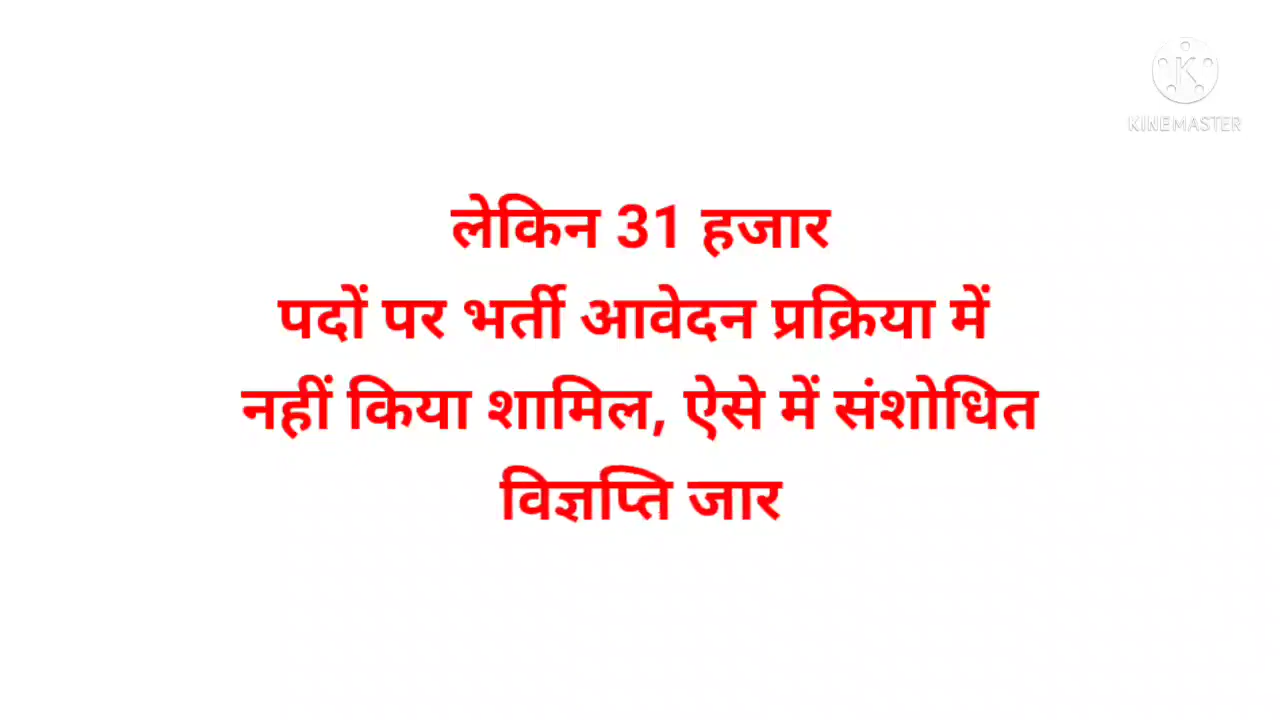 KINEMASTER
लेकिन 31 हजार
पदों पर भर्ती आवेदन प्रक्रिया में
नहीं किया शामिल, ऐसे में संशोधित
विज्ञप्ति जार